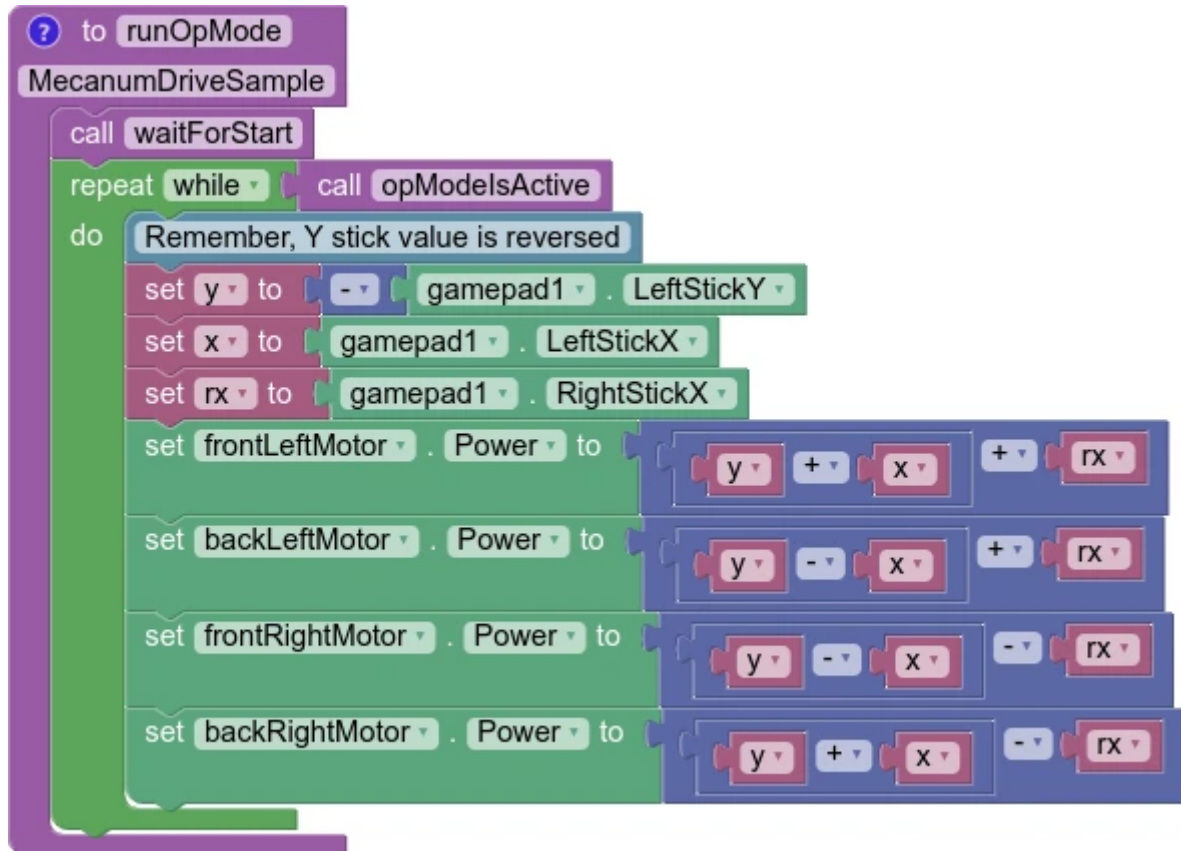 ? to runOpMode
MecanumDriveSample
call waitForStart
repeat while call opModeIsActive
do Remember, Y stick value is reversed
set y to - gamepad1 . LeftStickY
set x to gamepad1 . LeftStickX
set rx to gamepad1 . RightStickX
set frontLeftMotor . Power to y + x + rx
set backLeftMotor . Power to y - x + rx
set frontRightMotor . Power to y - x - rx
set backRightMotor . Power to y + x - rx